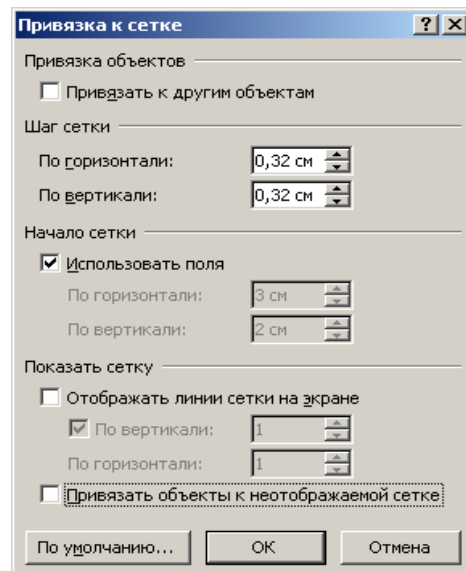 Привязка к сетке
Привязка объектов
Привязать к другим объектам
Шаг сетки
По горизонтали: 0,32 см
По вертикали: 0,32 см
Начало сетки
Использовать поля
По горизонтали: 3 см
По вертикали: 2 см
Показать сетку
Отображать линии сетки на экране
По вертикали: 1
По горизонтали: 1
Привязать объекты к неотображаемой сетке
По умолчанию... ОК Отмена